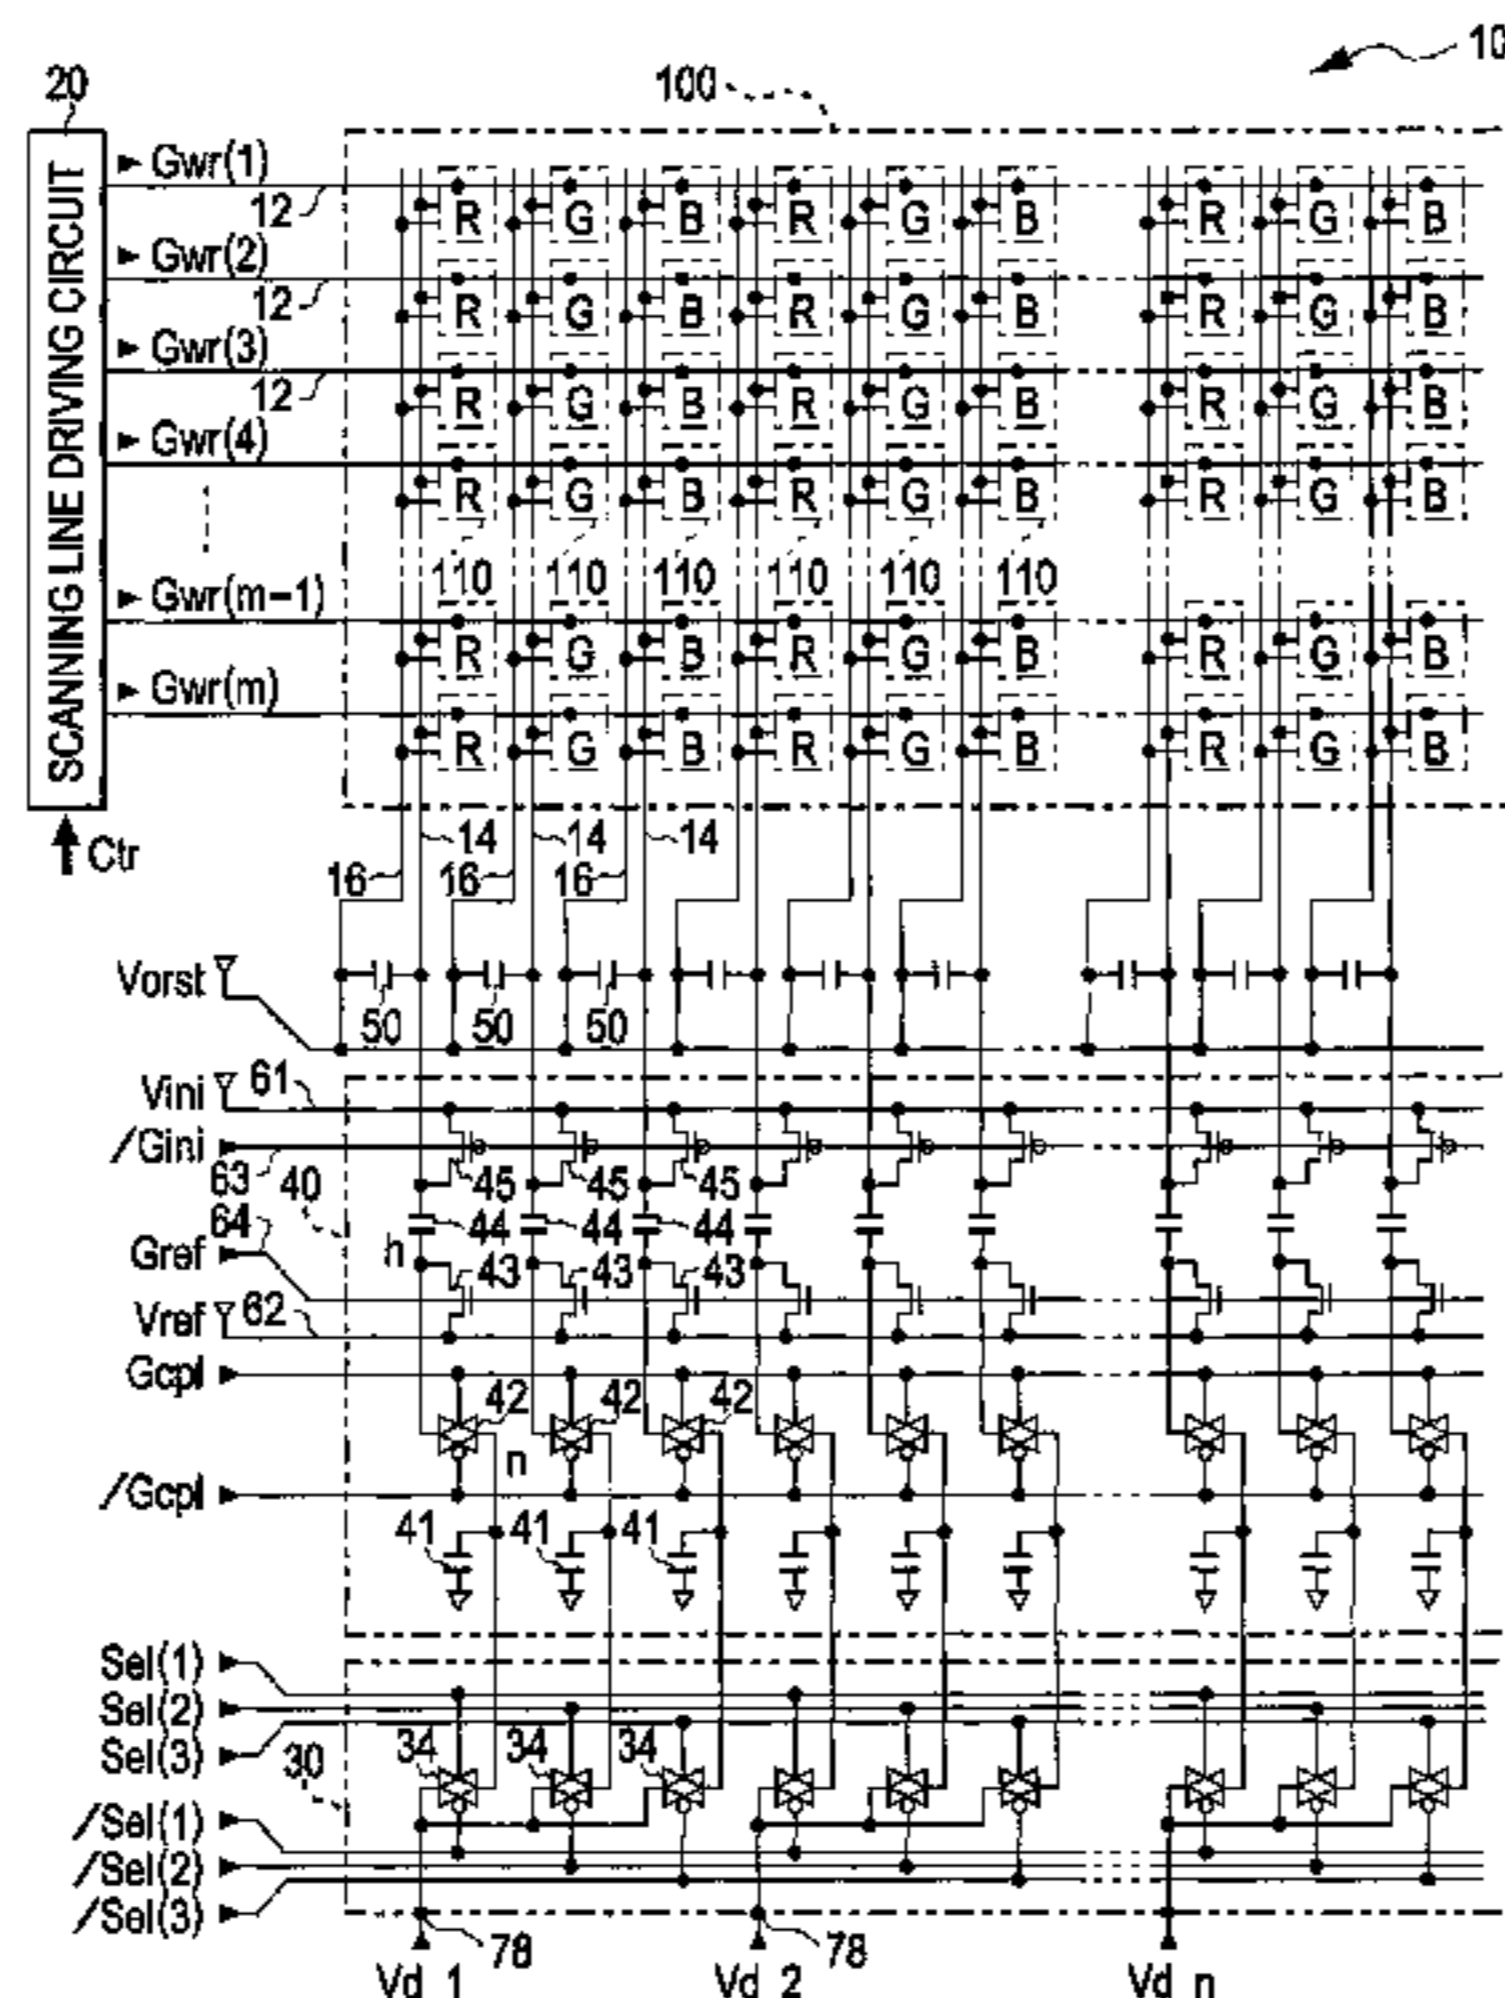 10
20
100
SCANNING LINE DRIVING CIRCUIT
Gwr(1)
12
R G B R G B R G B
Gwr(2)
12
R G B R G B R G B
Gwr(3)
12
R G B R G B R G B
Gwr(4)
R G B R G B R G B
110 110 110 110 110 110
Gwr(m-1)
R G B R G B R G B
Gwr(m)
R G B R G B R G B
Ctr
14 14 14
16 16 16
Vorst
50 50 50
Vini 61
/Gini
63 40 45 45 45
64 44 44 44
Gref h 43 43 43
Vref 62
Gcpl
42 42 42
n
/Gcpl
41 41 41
Sel(1)
Sel(2)
Sel(3) 30 34 34 34
/Sel(1)
/Sel(2)
/Sel(3)
78 78
Vd_1 Vd_2 Vd_n